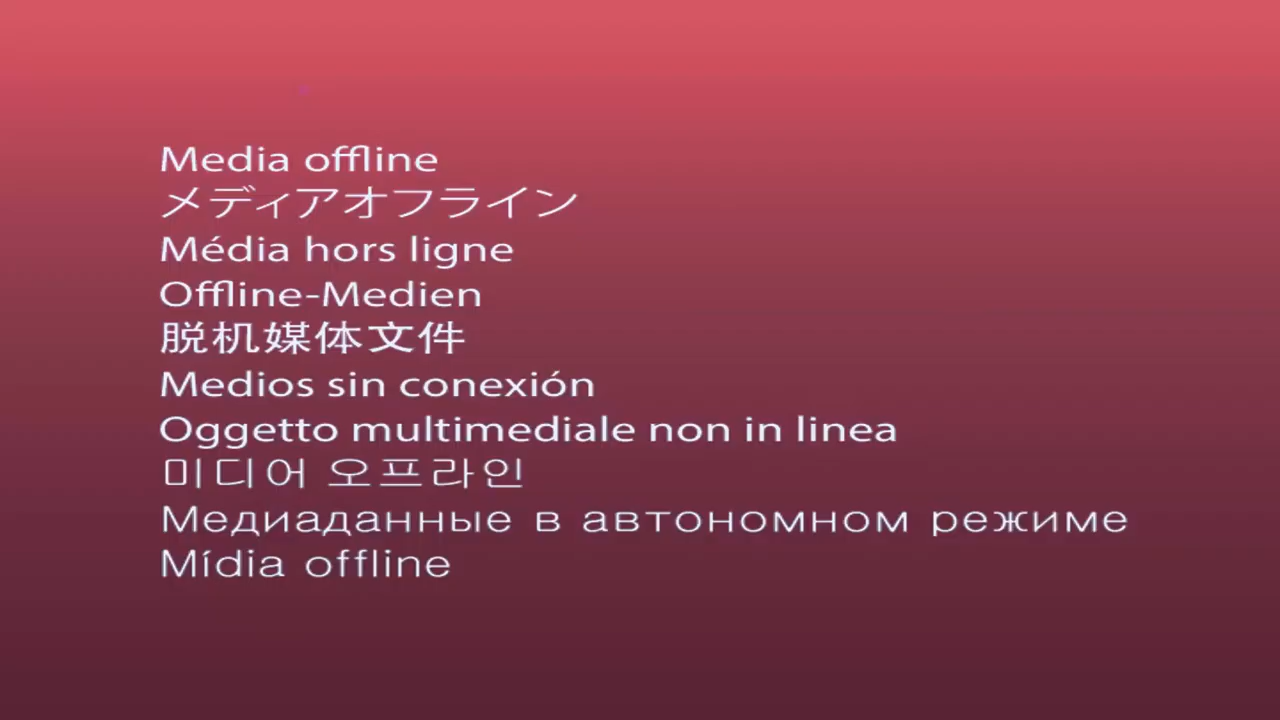 Media offline
メディアオフライン
Média hors ligne
Offline-Medien
脱机媒体文件
Medios sin conexión
Oggetto multimediale non in linea
미디어 오프라인
Медиаданные в автономном режиме
Mídia offline